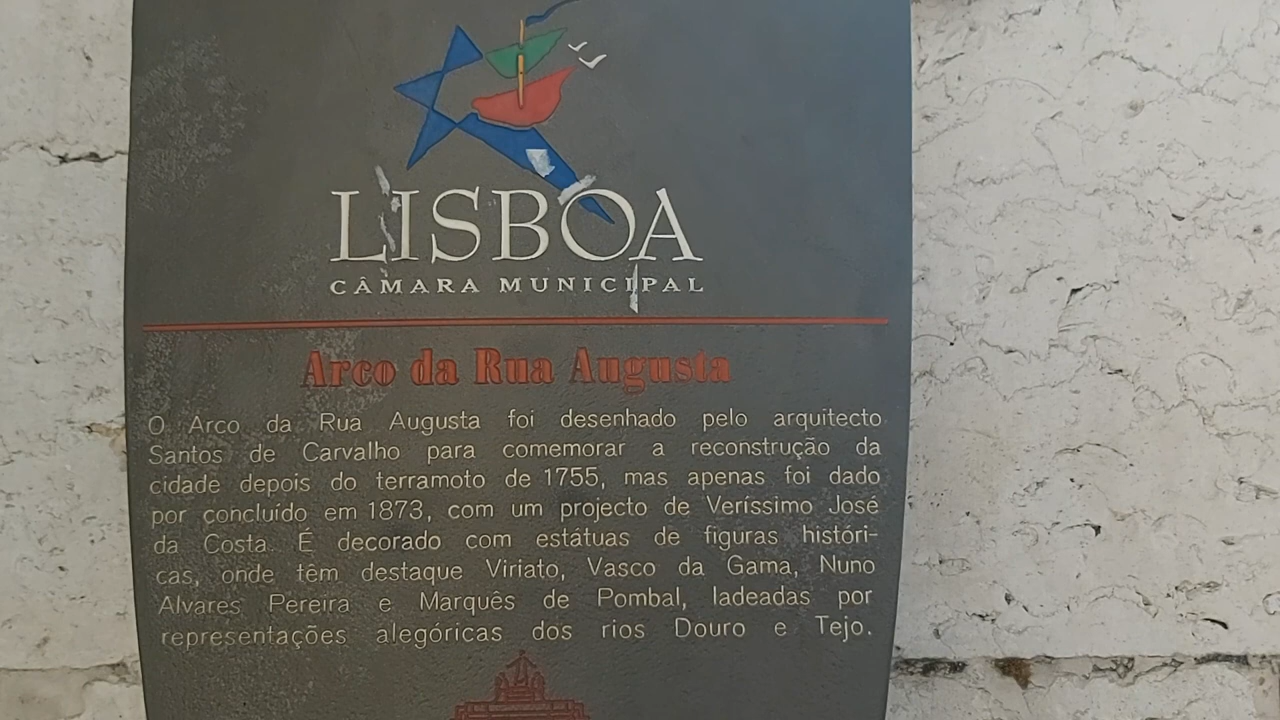 LISBOA
CÂMARA MUNICIPAL
Arco da Rua Augusta
O Arco da Rua Augusta foi desenhado pelo arquitecto
Santos de Carvalho para comemorar a reconstrução da
cidade depois do terramoto de 1755, mas apenas foi dado
por concluído em 1873, com um projecto de Veríssimo José
da Costa. É decorado com estátuas de figuras históri-
cas, onde têm destaque Viriato, Vasco da Gama, Nuno
Alvares Pereira e Marquês de Pombal, ladeadas por
representações alegóricas dos rios Douro e Tejo.